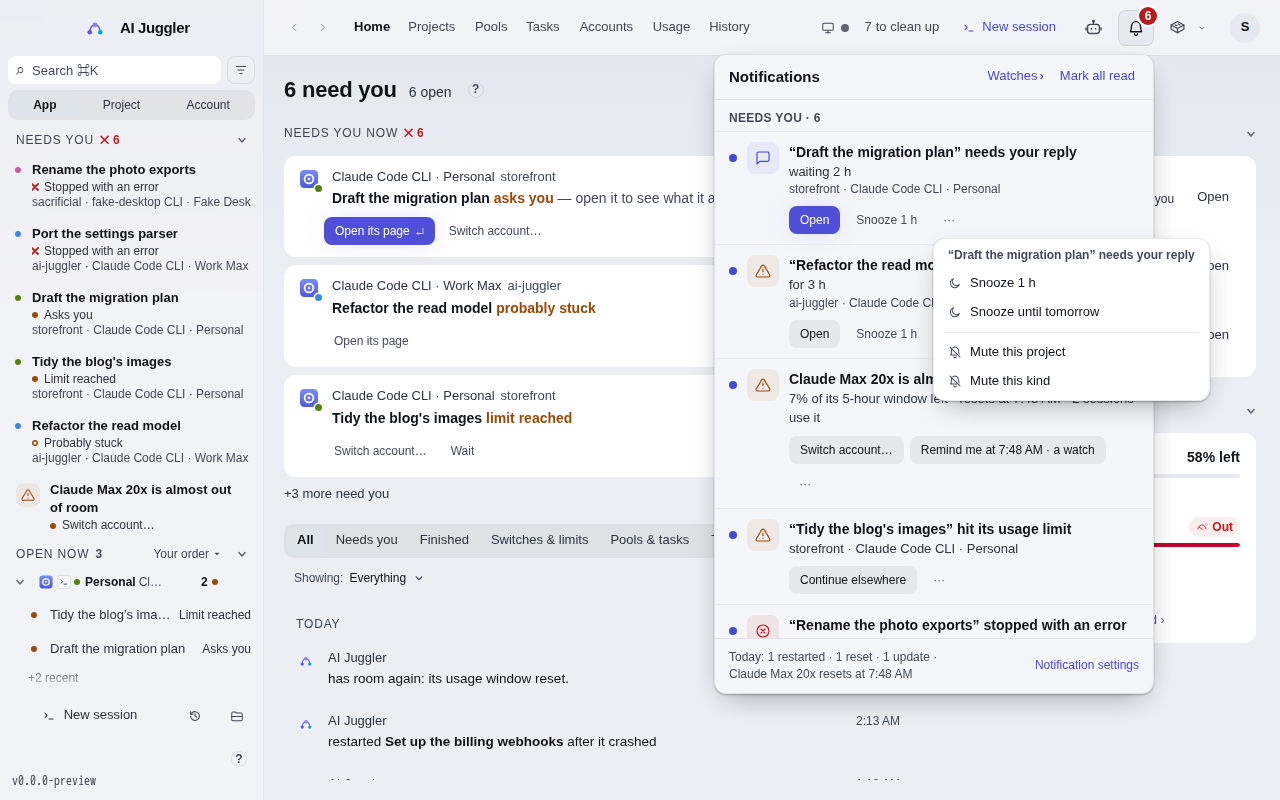 AI Juggler
Search ⌘K
App
Project
Account
NEEDS YOU 6
Rename the photo exports
Stopped with an error
sacrificial · fake-desktop CLI · Fake Desk
Port the settings parser
Stopped with an error
ai-juggler · Claude Code CLI · Work Max
Draft the migration plan
Asks you
storefront · Claude Code CLI · Personal
Tidy the blog's images
Limit reached
storefront · Claude Code CLI · Personal
Refactor the read model
Probably stuck
ai-juggler · Claude Code CLI · Work Max
Claude Max 20x is almost out
of room
Switch account…
OPEN NOW 3
Your order
Personal Cl…
2
Tidy the blog's ima… Limit reached
Draft the migration plan Asks you
+2 recent
New session
?
v0.0.0-preview
Home
Projects
Pools
Tasks
Accounts
Usage
History
7 to clean up
New session
6
S
6 need you 6 open ?
NEEDS YOU NOW 6
Claude Code CLI · Personal storefront
Draft the migration plan asks you — open it to see what it a
Open its page
Switch account…
you
Open
Claude Code CLI · Work Max ai-juggler
Refactor the read model probably stuck
Open its page
Claude Code CLI · Personal storefront
Tidy the blog's images limit reached
Switch account…
Wait
+3 more need you
58% left
Out
All
Needs you
Finished
Switches & limits
Pools & tasks
Showing: Everything
TODAY
AI Juggler
has room again: its usage window reset.
AI Juggler
2:13 AM
restarted Set up the billing webhooks after it crashed
Notifications
Watches ›
Mark all read
NEEDS YOU · 6
“Draft the migration plan” needs your reply
waiting 2 h
storefront · Claude Code CLI · Personal
Open
Snooze 1 h
···
“Refactor the read mo
for 3 h
ai-juggler · Claude Code CL
Open
Snooze 1 h
Claude Max 20x is alm
7% of its 5-hour window left · resets at 7:48 AM · 2 sessions
use it
Switch account…
Remind me at 7:48 AM · a watch
···
“Tidy the blog's images” hit its usage limit
storefront · Claude Code CLI · Personal
Continue elsewhere
···
“Rename the photo exports” stopped with an error
Today: 1 restarted · 1 reset · 1 update ·
Claude Max 20x resets at 7:48 AM
Notification settings
“Draft the migration plan” needs your reply
Snooze 1 h
Snooze until tomorrow
Mute this project
Mute this kind